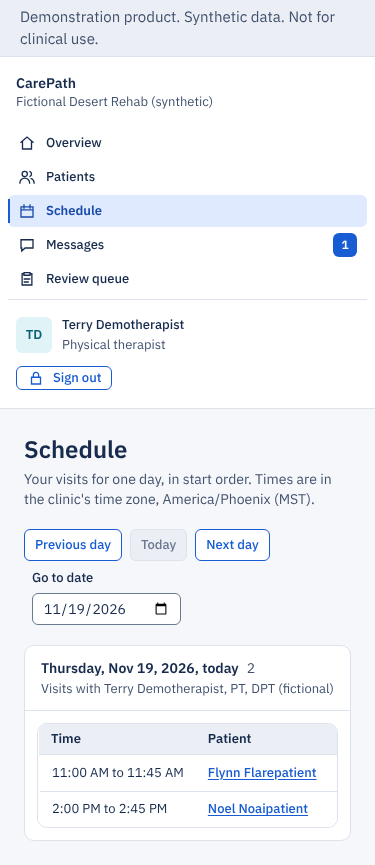 Demonstration product. Synthetic data. Not for
clinical use.
CarePath
Fictional Desert Rehab (synthetic)
Overview
Patients
Schedule
Messages 1
Review queue
TD
Terry Demotherapist
Physical therapist
Sign out
Schedule
Your visits for one day, in start order. Times are in
the clinic's time zone, America/Phoenix (MST).
Previous day Today Next day
Go to date
11/19/2026
Thursday, Nov 19, 2026, today 2
Visits with Terry Demotherapist, PT, DPT (fictional)
Time Patient
11:00 AM to 11:45 AM Flynn Flarepatient
2:00 PM to 2:45 PM Noel Noaipatient